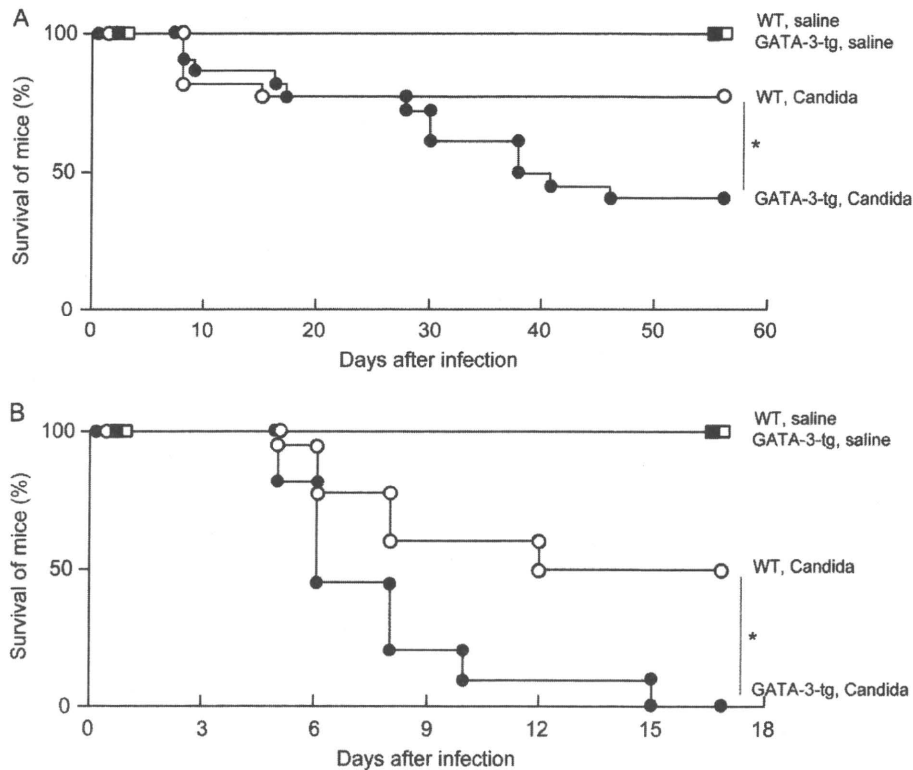 A
Survival of mice (%)
100
50
0
0 10 20 30 40 50 60
Days after infection
WT, saline
GATA-3-tg, saline
WT, Candida
*
GATA-3-tg, Candida
B
Survival of mice (%)
100
50
0
0 3 6 9 12 15 18
Days after infection
WT, saline
GATA-3-tg, saline
WT, Candida
*
GATA-3-tg, Candida